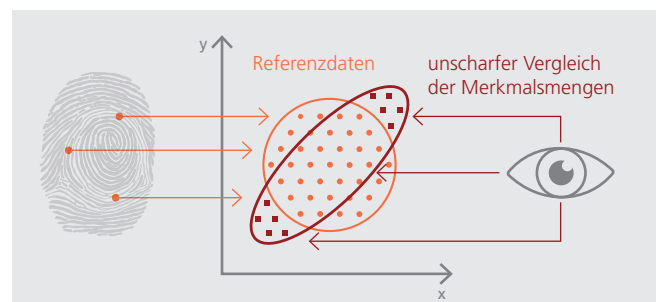 y
Referenzdaten
unscharfer Vergleich
der Merkmalsmengen
x